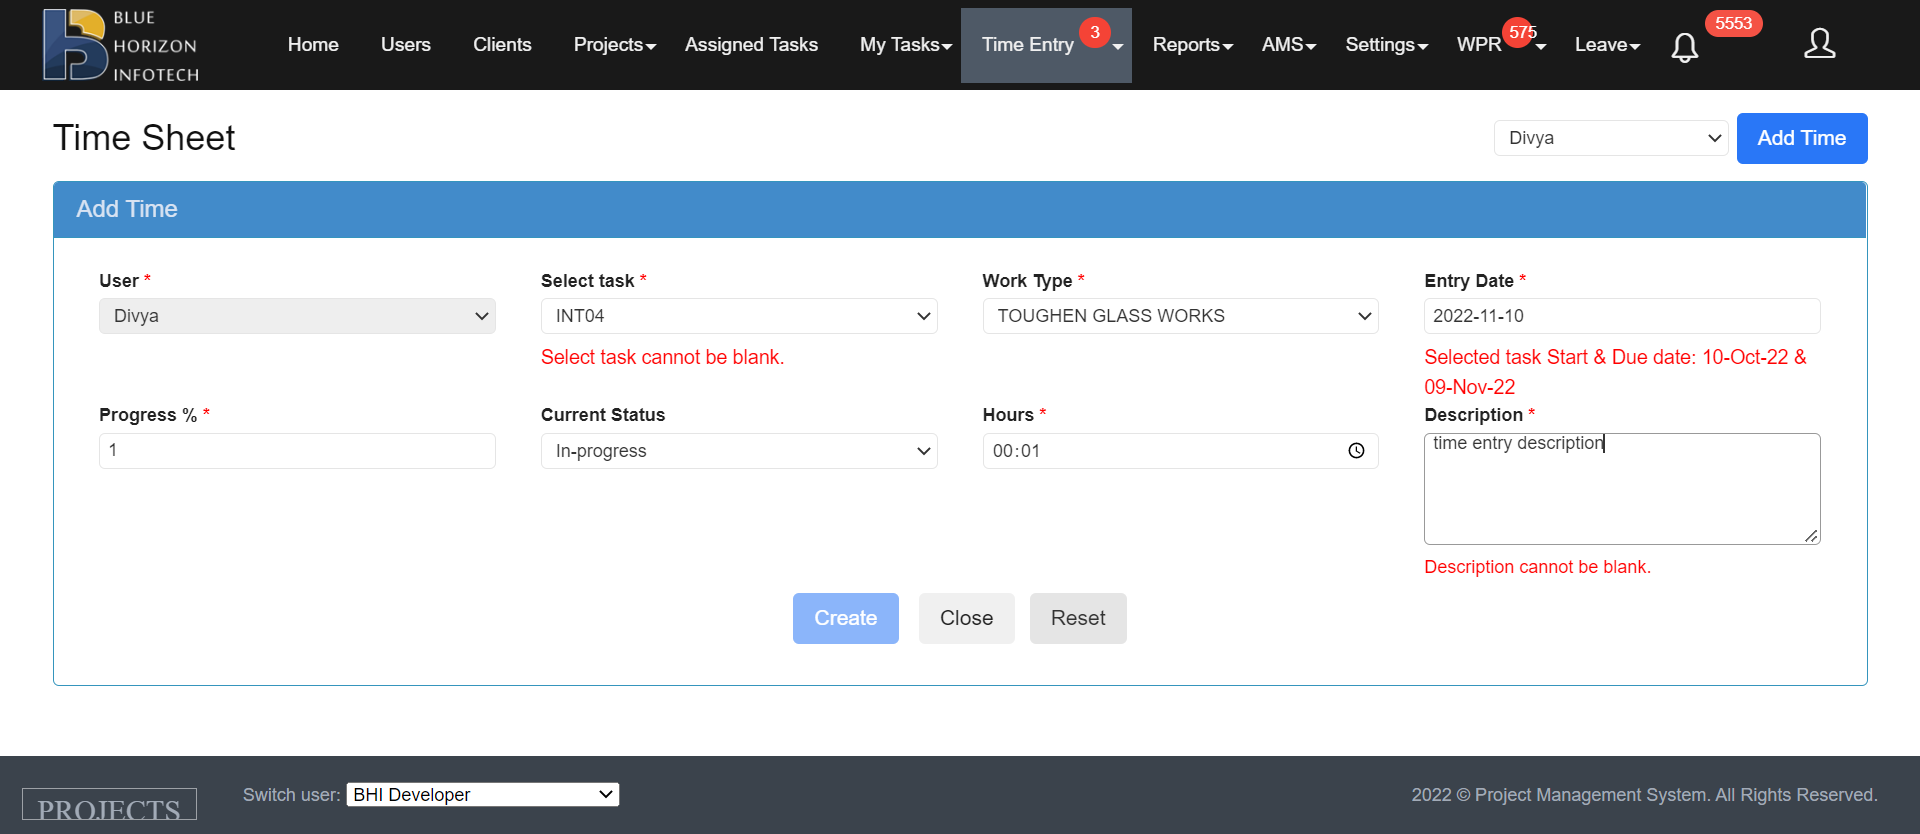 BLUE
HORIZON
INFOTECH
Home Users Clients Projects Assigned Tasks My Tasks Time Entry 3 Reports AMS Settings WPR 575 Leave 5553
Time Sheet
Divya Add Time
Add Time
User * Select task * Work Type * Entry Date *
Divya INT04 TOUGHEN GLASS WORKS 2022-11-10
Select task cannot be blank. Selected task Start & Due date: 10-Oct-22 &
09-Nov-22
Progress % * Current Status Hours * Description *
1 In-progress 00:01 time entry description
Description cannot be blank.
Create Close Reset
PROJECTS Switch user: BHI Developer 2022 © Project Management System. All Rights Reserved.